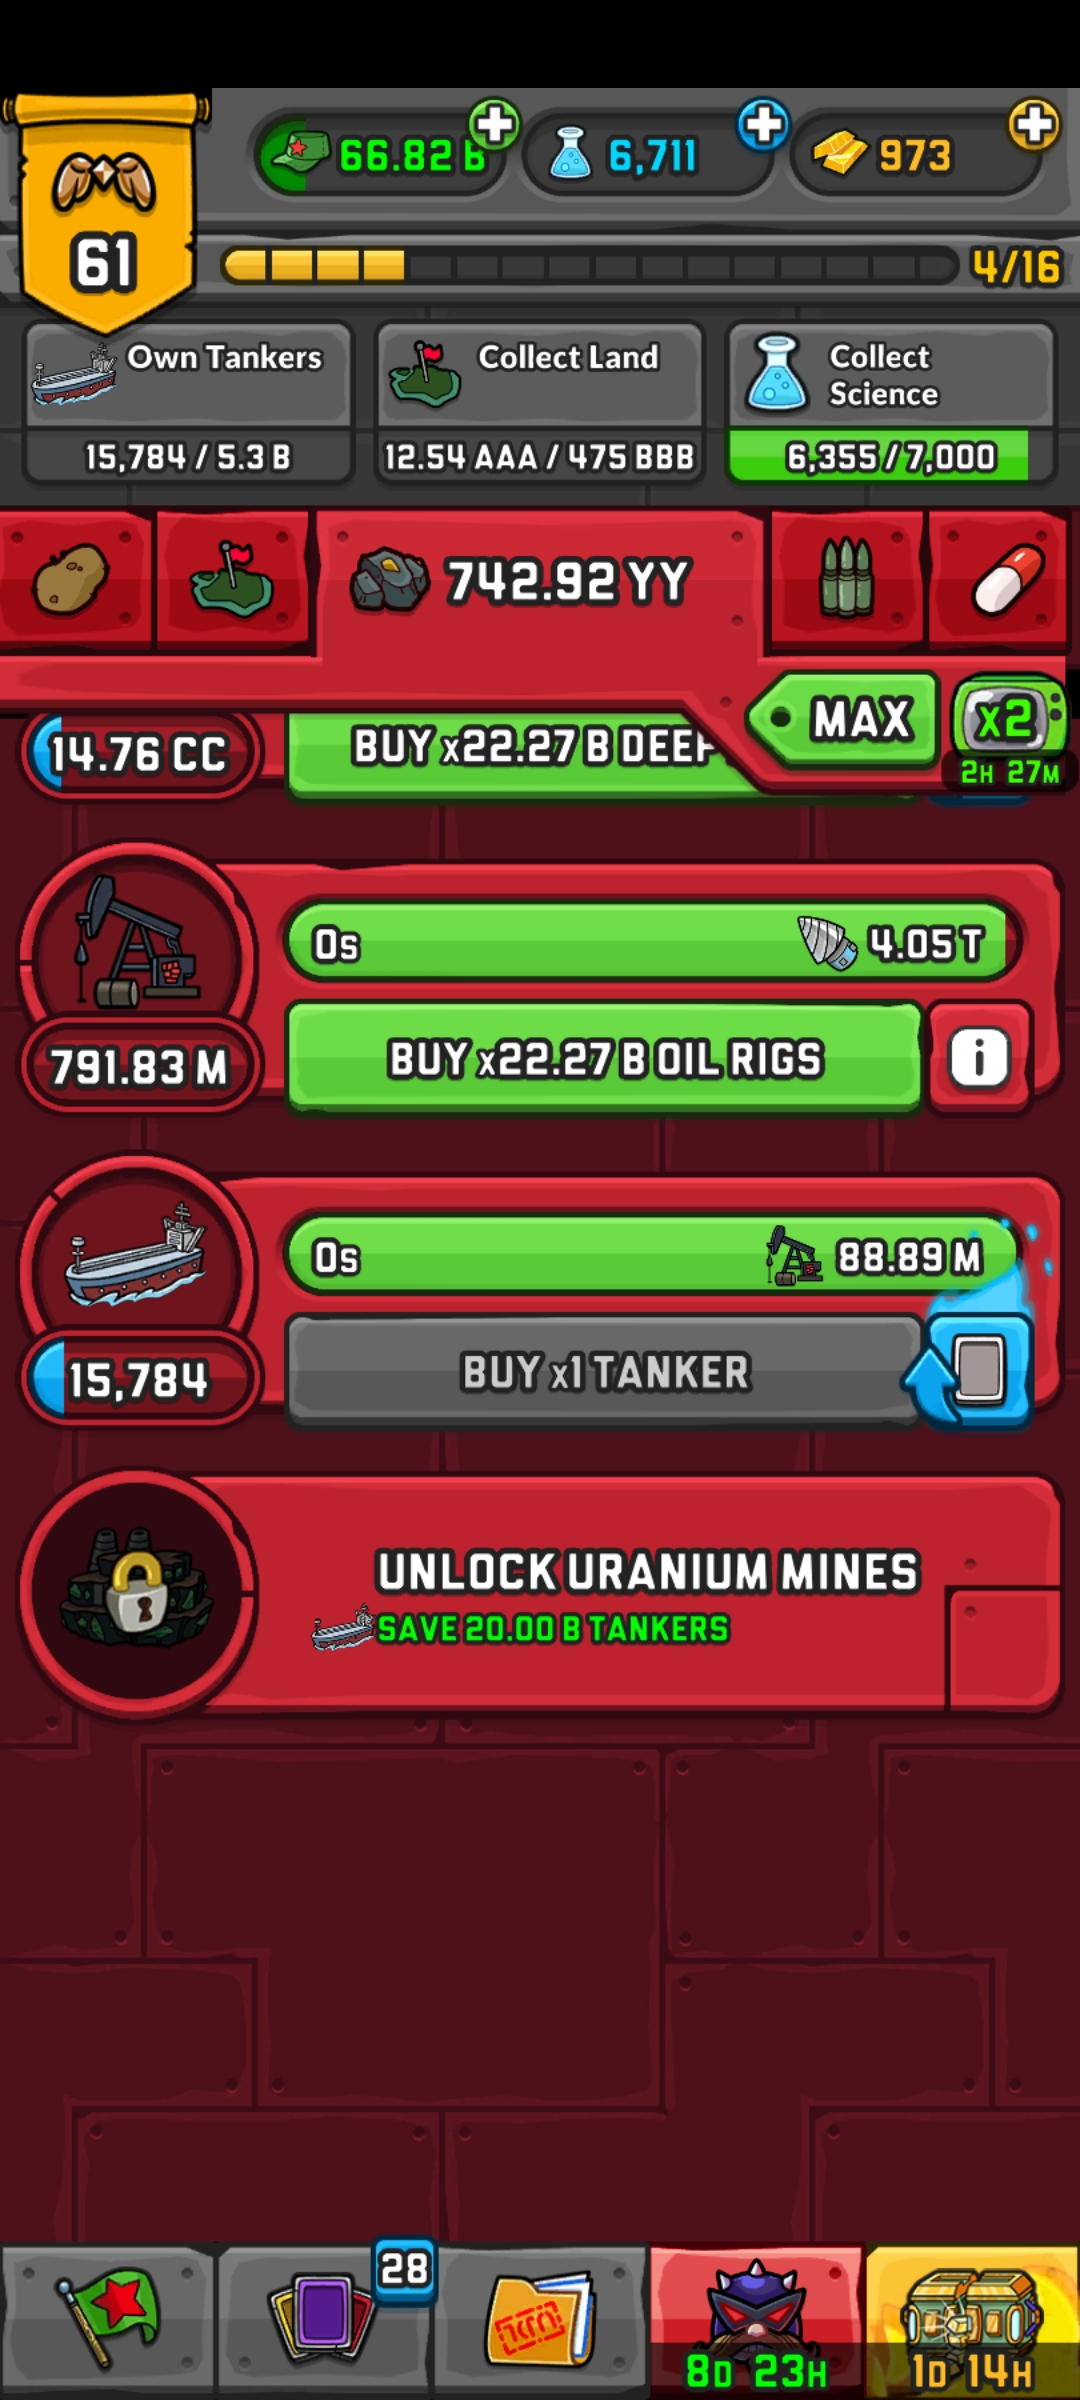 66.82 B
6,711
973
61
4/16
Own Tankers
15,784 / 5.3 B
Collect Land
12.54 AAA / 475 BBB
Collect
Science
6,355 / 7,000
742.92 YY
MAX
x2
2H 27M
14.76 CC
BUY x22.27 B DEEP
0s
4.05 T
791.83 M
BUY x22.27 B OIL RIGS
i
0s
88.89 M
15,784
BUY x1 TANKER
UNLOCK URANIUM MINES
SAVE 20.00 B TANKERS
28
8D 23H
1D 14H